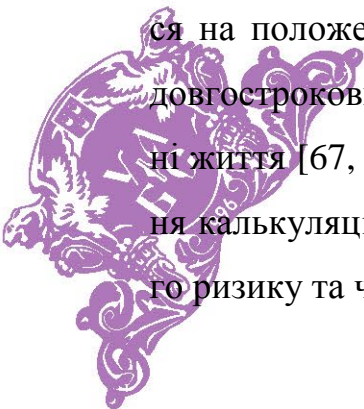 ся на положе
довгостроков
ні життя [67,
ня калькуляці
го ризику та ч